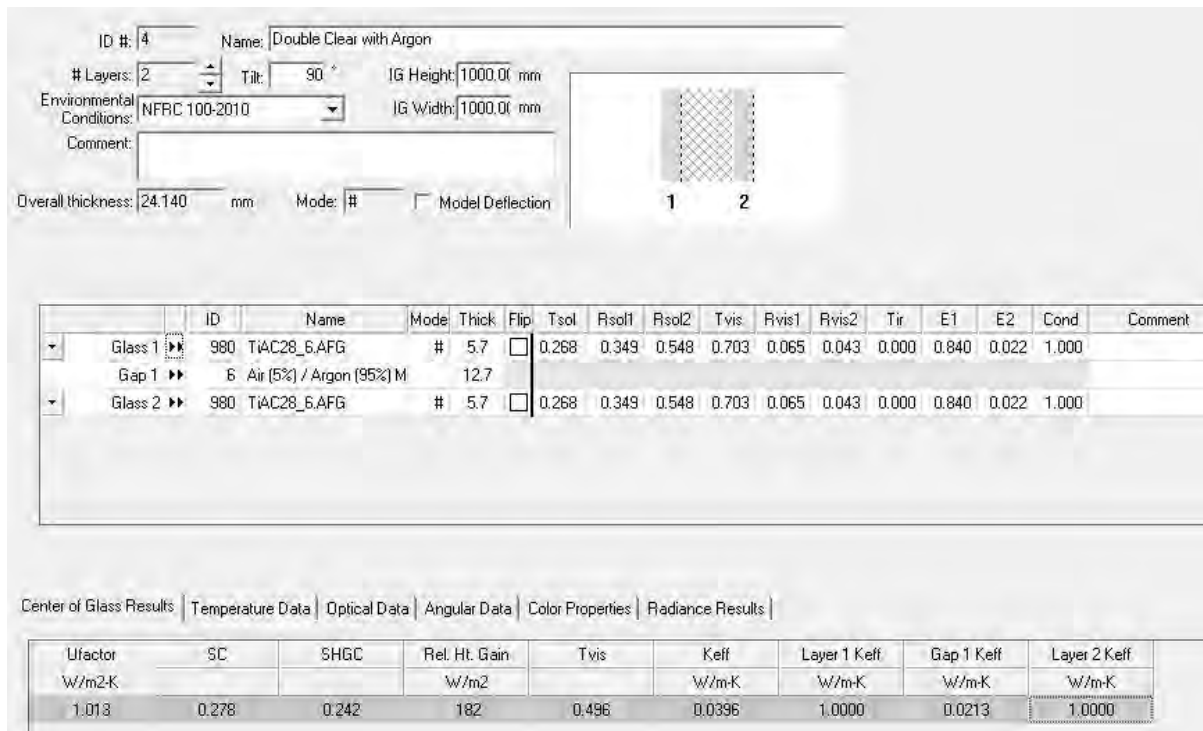 ID #: 4 Name: Double Clear with Argon
# Layers: 2 Tilt: 90 ° IG Height: 1000.00 mm
Environmental Conditions: NFRC 100-2010 IG Width: 1000.00 mm
Comment:
Overall thickness: 24.140 mm Mode: # Model Deflection
1 2
ID Name Mode Thick Flip Tsol Rsol1 Rsol2 Tvis Rvis1 Rvis2 Tir E1 E2 Cond Comment
Glass 1 980 TiAC28_6.AFG # 5.7 0.268 0.349 0.548 0.703 0.065 0.043 0.000 0.840 0.022 1.000
Gap 1 6 Air (5%) / Argon (95%) M 12.7
Glass 2 980 TiAC28_6.AFG # 5.7 0.268 0.349 0.548 0.703 0.065 0.043 0.000 0.840 0.022 1.000
Center of Glass Results Temperature Data Optical Data Angular Data Color Properties Radiance Results
Ufactor SC SHGC Rel. Ht. Gain Tvis Keff Layer 1 Keff Gap 1 Keff Layer 2 Keff
W/m2-K W/m2 W/m-K W/m-K W/m-K W/m-K
1.013 0.278 0.242 182 0.496 0.0396 1.0000 0.0213 1.0000